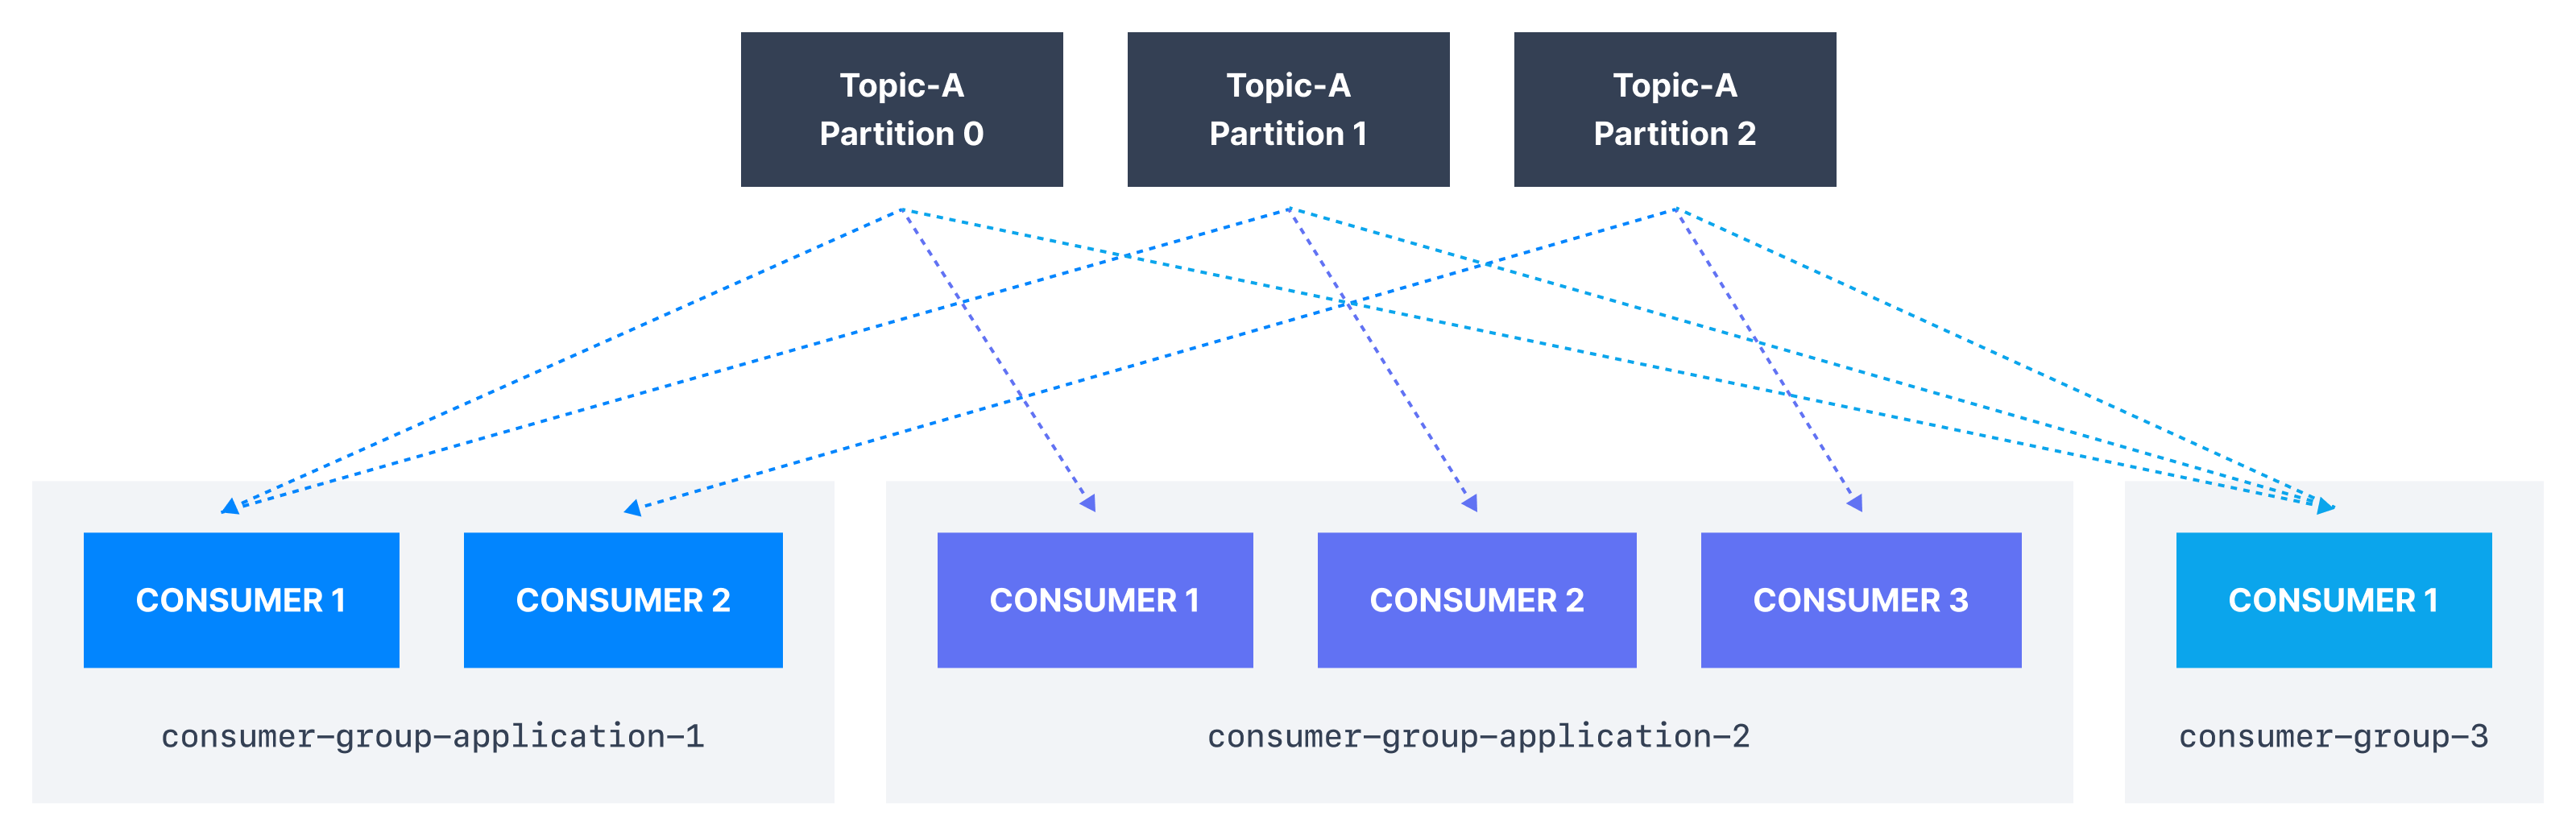 Topic-A
Partition 0
Topic-A
Partition 1
Topic-A
Partition 2
CONSUMER 1
CONSUMER 2
consumer-group-application-1
CONSUMER 1
CONSUMER 2
CONSUMER 3
consumer-group-application-2
CONSUMER 1
consumer-group-3